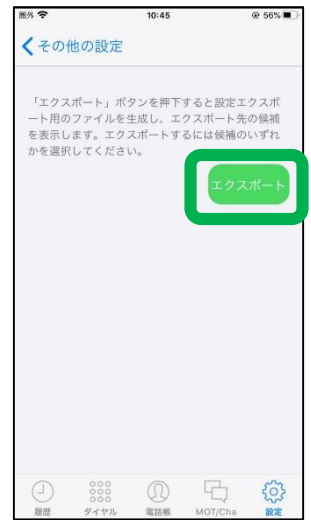 圏外 10:45 56%
その他の設定
「エクスポート」ボタンを押下すると設定エクスポ
ート用のファイルを生成し、エクスポート先の候補
を表示します。エクスポートするには候補のいずれ
かを選択してください。
エクスポート
履歴 ダイヤル 電話帳 MOT/Cha 設定